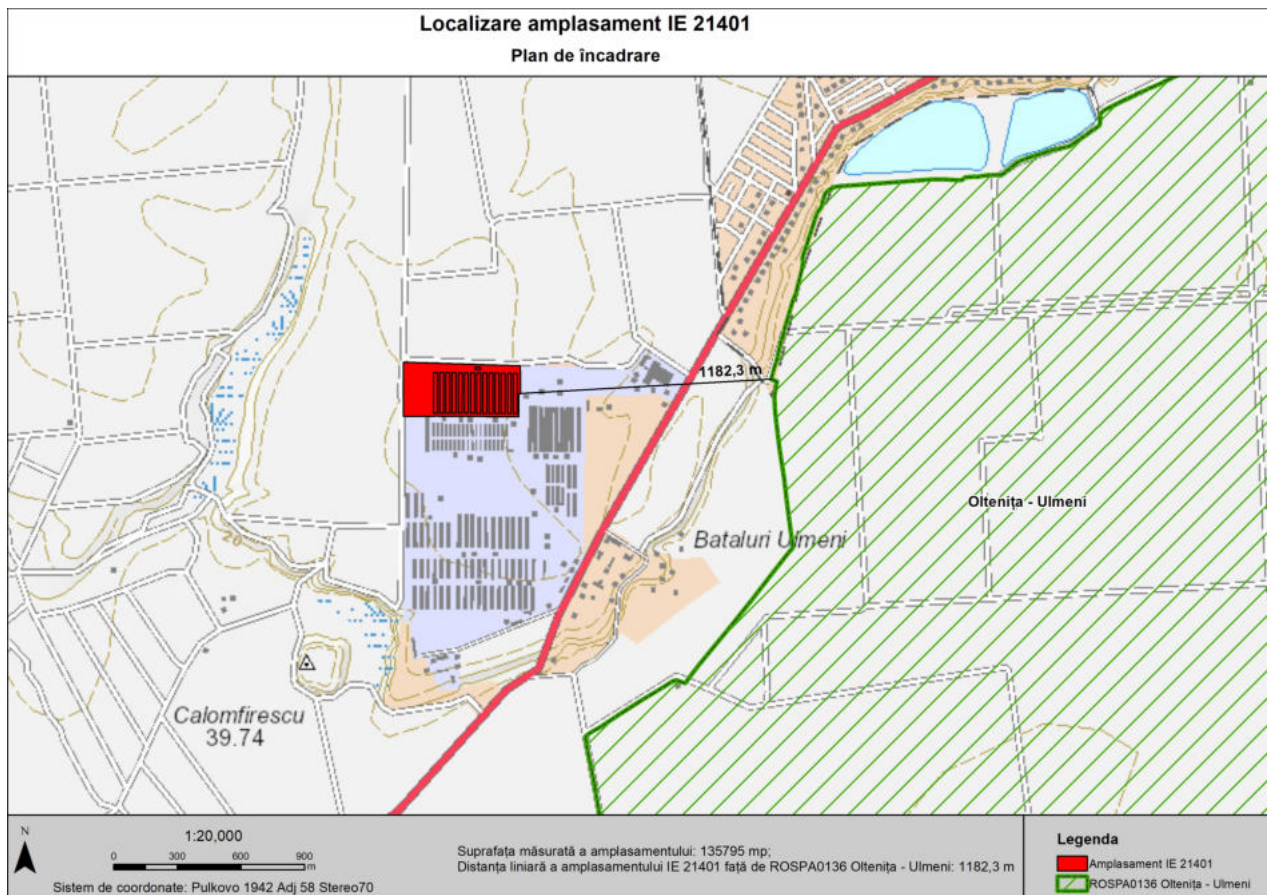 Localizare amplasament IE 21401
Plan de încadrare
1182,3 m
Oltenița - Ulmeni
Bataluri Ulmeni
20
Calomfirescu
39.74
N
1:20,000
0 300 600 900
m
Sistem de coordonate: Pulkovo 1942 Adj 58 Stereo70
Suprafața măsurată a amplasamentului: 135795 mp;
Distanța liniară a amplasamentului IE 21401 față de ROSPA0136 Oltenița - Ulmeni: 1182,3 m
Legenda
Amplasament IE 21401
ROSPA0136 Oltenița - Ulmeni